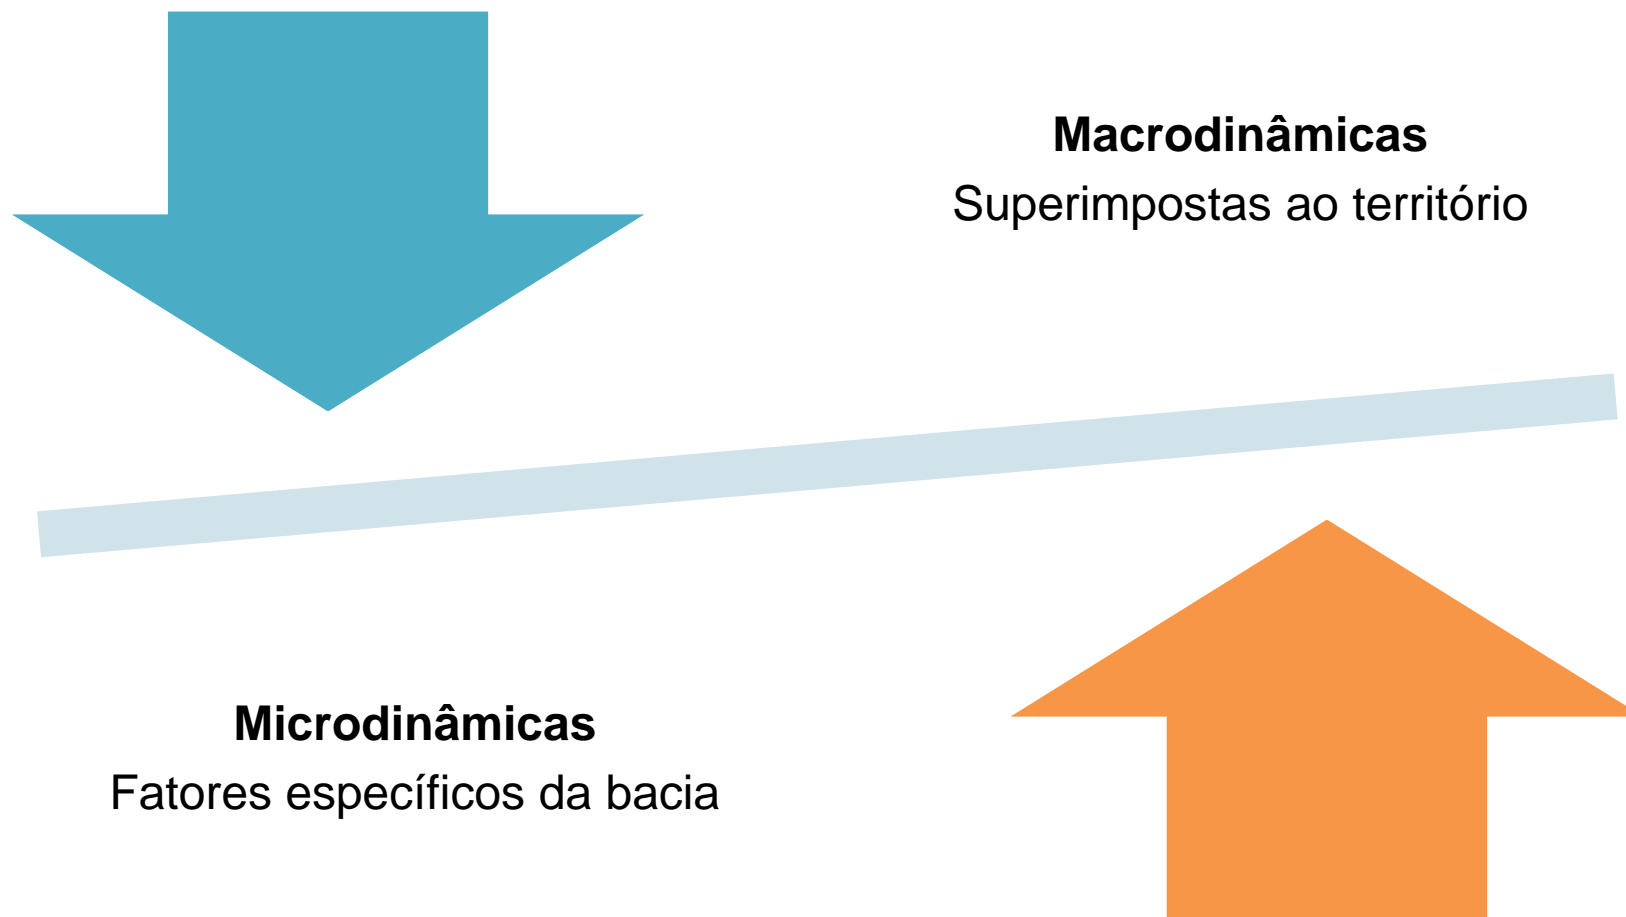 Macrodinâmicas
Superimpostas ao território
Microdinâmicas
Fatores específicos da bacia